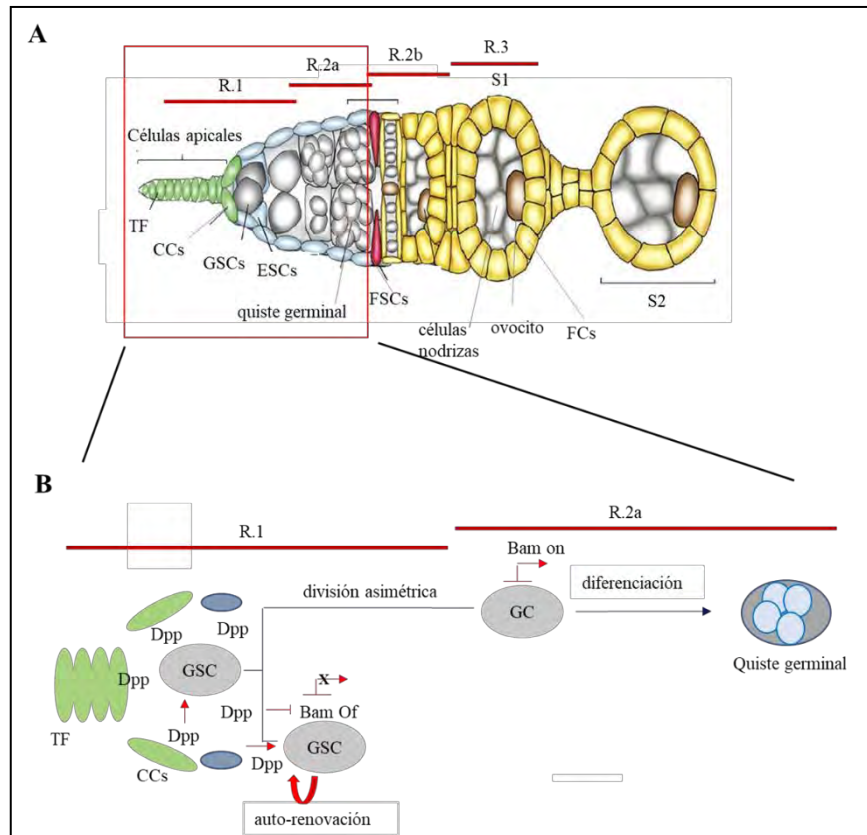 A
R.1
R.2a
R.2b
R.3
S1
Células apicales
TF
CCs
GSCs
ESCs
quiste germinal
FSCs
células
nodrizas
ovocito
FCs
S2
B
R.1
R.2a
Bam on
división asimétrica
diferenciación
GC
Dpp
Dpp
Dpp
GSC
Quiste germinal
X
Dpp
Bam Of
TF
Dpp
Dpp
GSC
CCs
auto-renovación